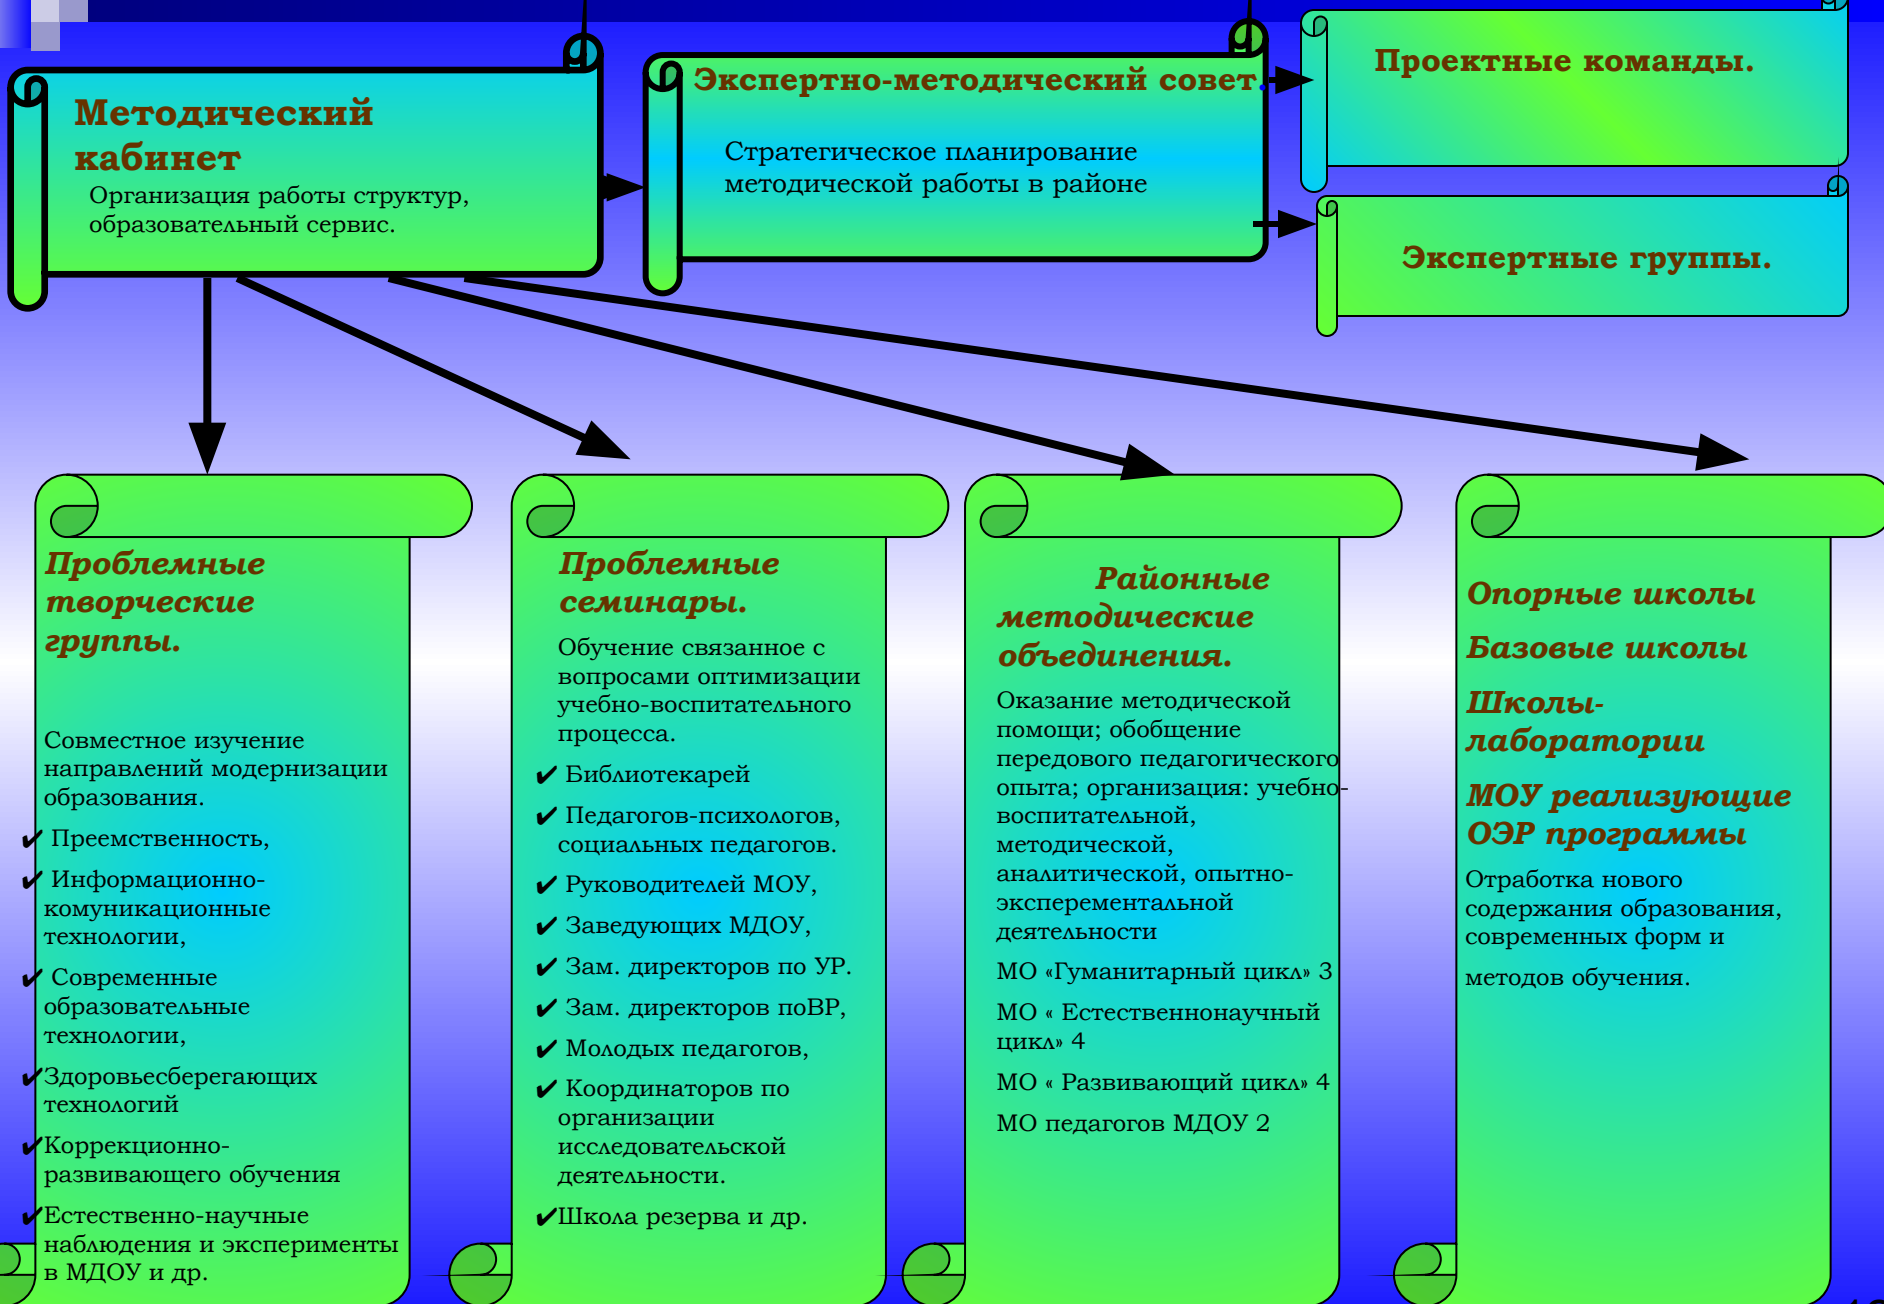 Методический
кабинет
Организация работы структур,
образовательный сервис.
Экспертно-методический совет.
Стратегическое планирование
методической работы в районе
Проектные команды.
Экспертные группы.
Проблемные
творческие
группы.
Совместное изучение
направлений модернизации
образования.
✔ Преемственность,
✔ Информационно-
комуникационные
технологии,
✔ Современные
образовательные
технологии,
✔Здоровьесберегающих
технологий
✔Коррекционно-
развивающего обучения
✔Естественно-научные
наблюдения и эксперименты
в МДОУ и др.
Проблемные
семинары.
Обучение связанное с
вопросами оптимизации
учебно-воспитательного
процесса.
✔ Библиотекарей
✔ Педагогов-психологов,
социальных педагогов.
✔ Руководителей МОУ,
✔ Заведующих МДОУ,
✔ Зам. директоров по УР.
✔ Зам. директоров поВР,
✔ Молодых педагогов,
✔ Координаторов по
организации
исследовательской
деятельности.
✔Школа резерва и др.
Районные
методические
объединения.
Оказание методической
помощи; обобщение
передового педагогического
опыта; организация: учебно-
воспитательной,
методической,
аналитической, опытно-
эксперементальной
деятельности
МО «Гуманитарный цикл» 3
МО « Естественнонаучный
цикл» 4
МО « Развивающий цикл» 4
МО педагогов МДОУ 2
Опорные школы
Базовые школы
Школы-
лаборатории
МОУ реализующие
ОЭР программы
Отработка нового
содержания образования,
современных форм и
методов обучения.